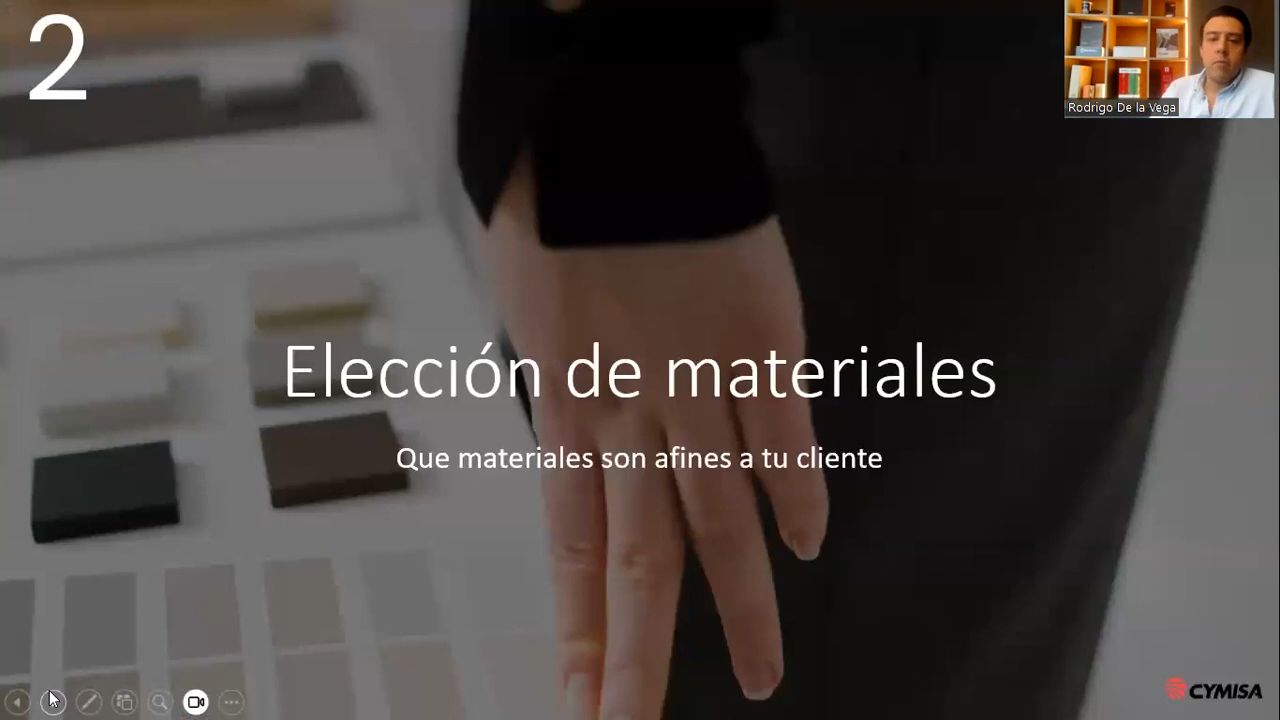 2
Rodrigo De la Vega
Elección de materiales
Que materiales son afines a tu cliente
CYMISA